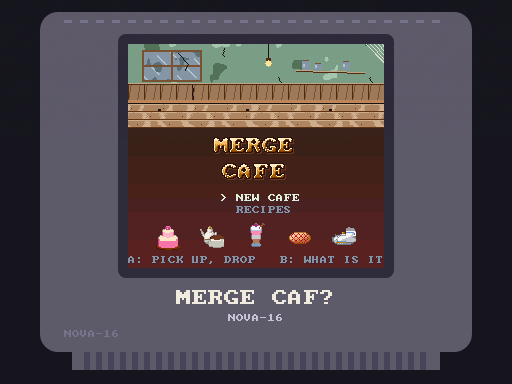 MERGE
CAFE
> NEW CAFE
RECIPES
A: PICK UP, DROP B: WHAT IS IT
MERGE CAF?
NOVA-16
NOVA-16